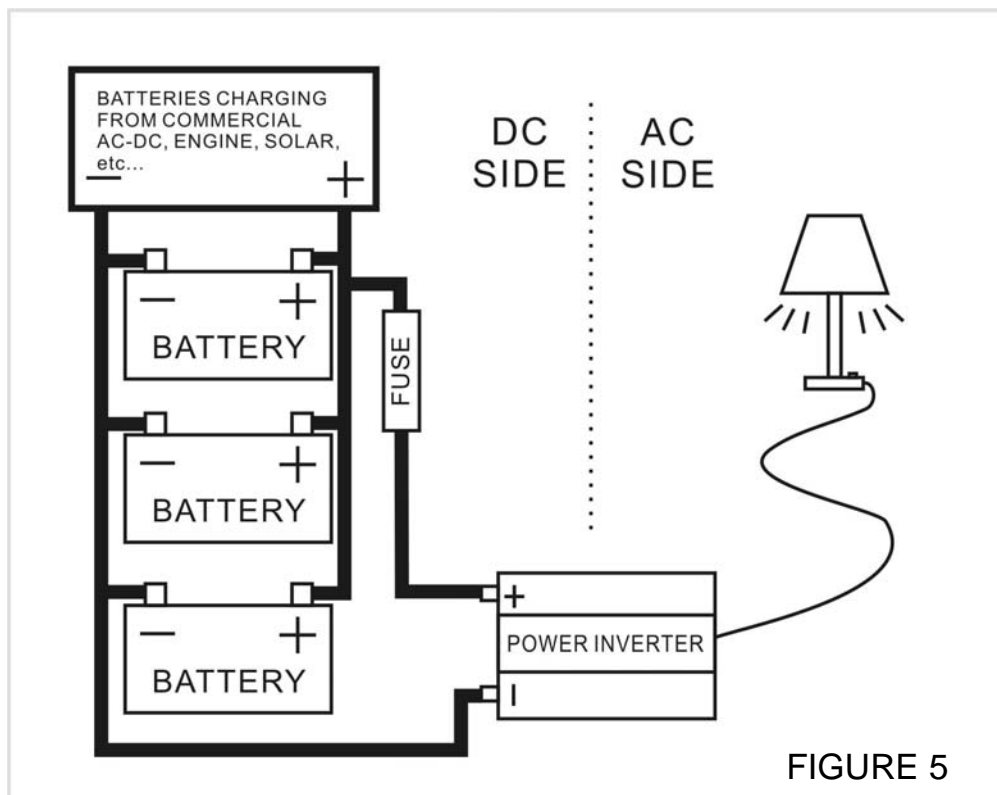 BATTERIES CHARGING
FROM COMMERCIAL
AC-DC, ENGINE, SOLAR,
etc...
− +
DC
SIDE
AC
SIDE
− +
BATTERY
FUSE
− +
BATTERY
− +
BATTERY
+
POWER INVERTER
−
FIGURE 5